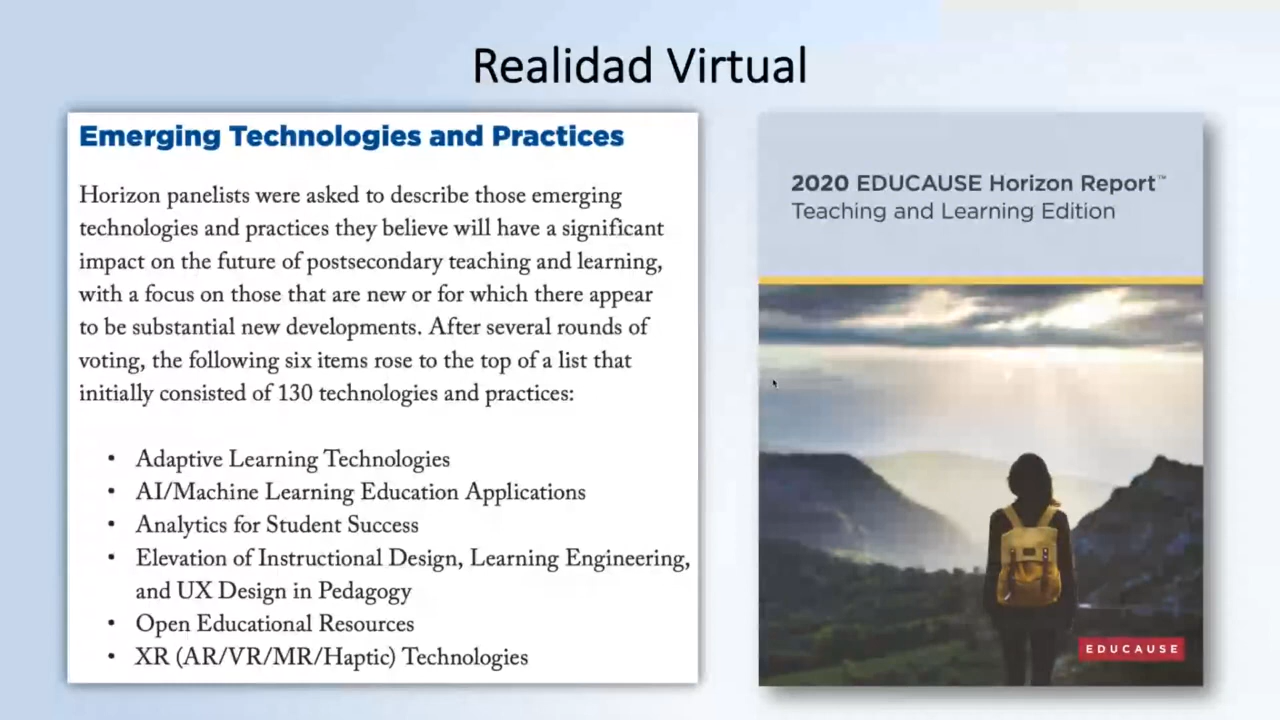 Realidad Virtual
Emerging Technologies and Practices
Horizon panelists were asked to describe those emerging
technologies and practices they believe will have a significant
impact on the future of postsecondary teaching and learning,
with a focus on those that are new or for which there appear
to be substantial new developments. After several rounds of
voting, the following six items rose to the top of a list that
initially consisted of 130 technologies and practices:
• Adaptive Learning Technologies
• AI/Machine Learning Education Applications
• Analytics for Student Success
• Elevation of Instructional Design, Learning Engineering,
and UX Design in Pedagogy
• Open Educational Resources
• XR (AR/VR/MR/Haptic) Technologies
2020 EDUCAUSE Horizon Report™
Teaching and Learning Edition
EDUCAUSE